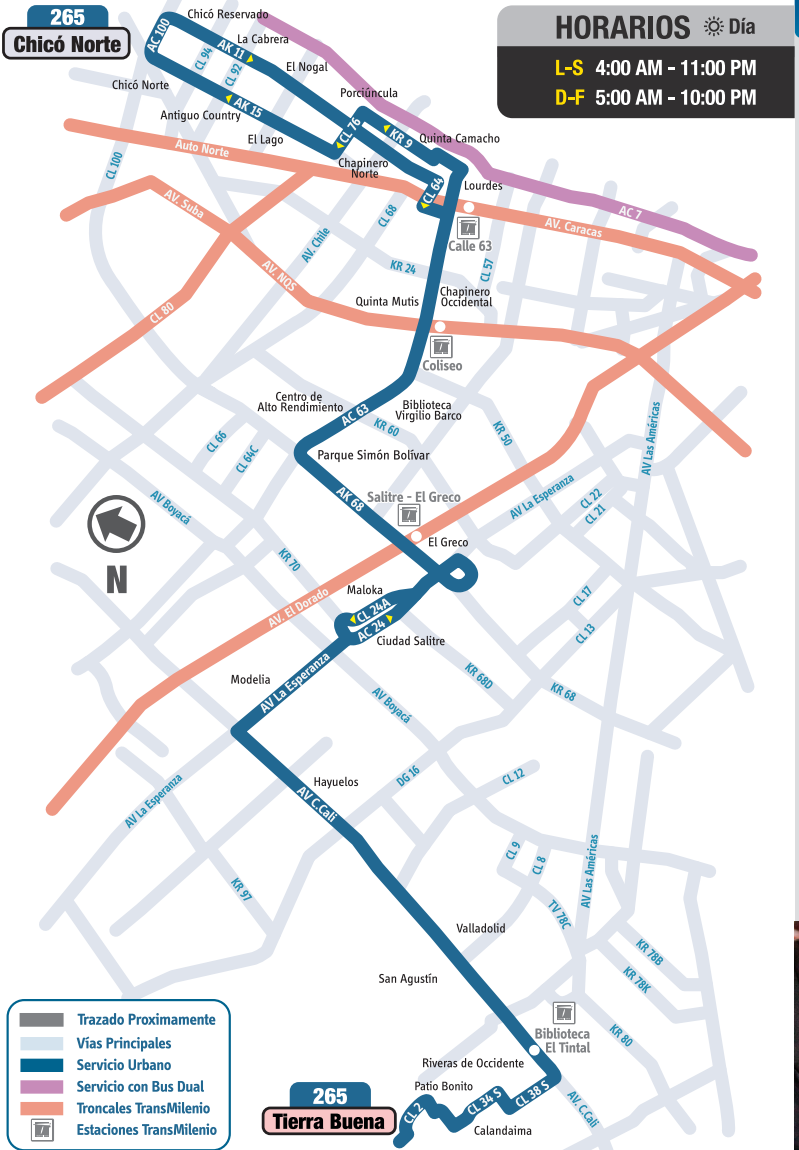 265
Chicó Norte
HORARIOS Día
L-S 4:00 AM - 11:00 PM
D-F 5:00 AM - 10:00 PM
Chicó Reservado
AC 100
La Cabrera
AK 11
CL 94
CL 92
El Nogal
Chicó Norte
Porciúncula
AK 15
Antiguo Country
CL 76
KR 9
Quinta Camacho
El Lago
Auto Norte
CL 100
Chapinero
Norte
CL 64
Lourdes
AV. Suba
CL 68
AC 7
AV. Caracas
Calle 63
AV. Chile
KR 24
CL 57
AV. NQS
Quinta Mutis
Chapinero
Occidental
CL 80
Coliseo
Centro de
Alto Rendimiento
AC 63
Biblioteca
Virgilio Barco
KR 60
KR 50
AV Las Américas
CL 66
CL 64C
Parque Simón Bolívar
AK 68
Salitre - El Greco
AV La Esperanza
CL 22
CL 21
AV Boyacá
N
El Greco
KR 70
Maloka
AV. El Dorado
CL 24A
AC 24
CL 17
CL 13
Ciudad Salitre
Modelia
AV La Esperanza
KR 68D
KR 68
AV Boyacá
Hayuelos
DG 16
CL 12
AV La Esperanza
AV C.Cali
CL 9
CL 8
AV Las Américas
KR 97
TV 78C
Valladolid
KR 78B
San Agustín
KR 78K
Biblioteca
El Tintal
KR 80
Riveras de Occidente
Patio Bonito
CL 2
CL 34 S
CL 38 S
AV C.Cali
Calandaima
265
Tierra Buena
Trazado Proximamente
Vías Principales
Servicio Urbano
Servicio con Bus Dual
Troncales TransMilenio
Estaciones TransMilenio